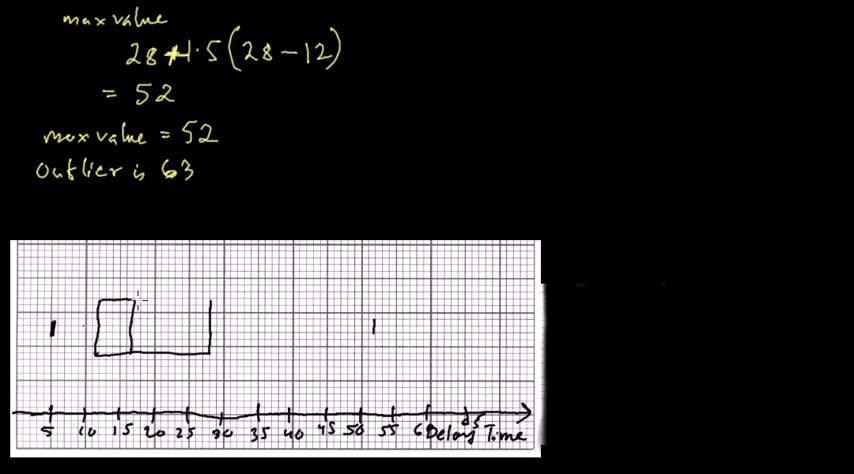 max value
28 + 1.5 (28 - 12)
= 52
max value = 52
Outlier is 63
5 10 15 20 25 30 35 40 45 50 55 60 65
Delay Time